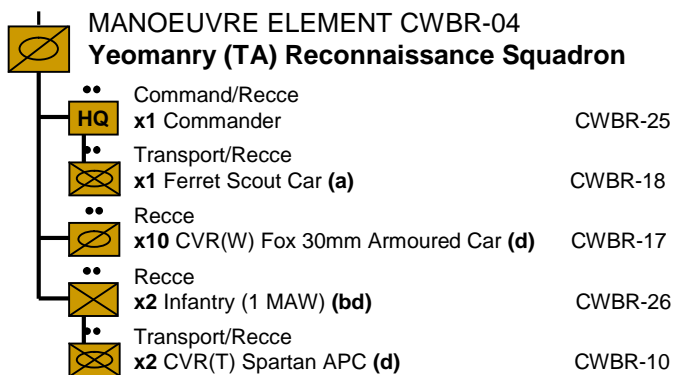 MANOEUVRE ELEMENT CWBR-04
Yeomanry (TA) Reconnaissance Squadron
Command/Recce
HQ x1 Commander CWBR-25
Transport/Recce
x1 Ferret Scout Car (a) CWBR-18
Recce
x10 CVR(W) Fox 30mm Armoured Car (d) CWBR-17
Recce
x2 Infantry (1 MAW) (bd) CWBR-26
Transport/Recce
x2 CVR(T) Spartan APC (d) CWBR-10